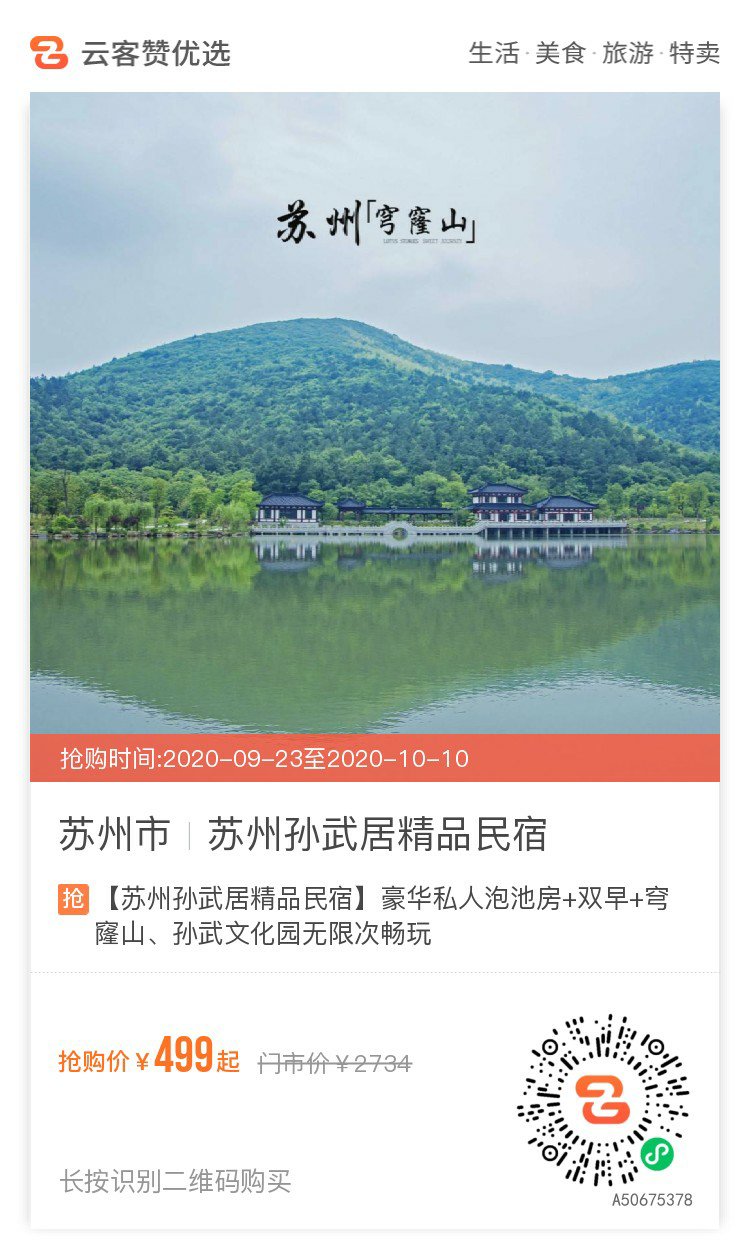 云客赞优选
生活·美食·旅游·特卖
苏州「穹窿山」
抢购时间:2020-09-23至2020-10-10
苏州市 | 苏州孙武居精品民宿
抢 【苏州孙武居精品民宿】豪华私人泡池房+双早+穹
窿山、孙武文化园无限次畅玩
抢购价￥499起 门市价￥2734
长按识别二维码购买
A50675378